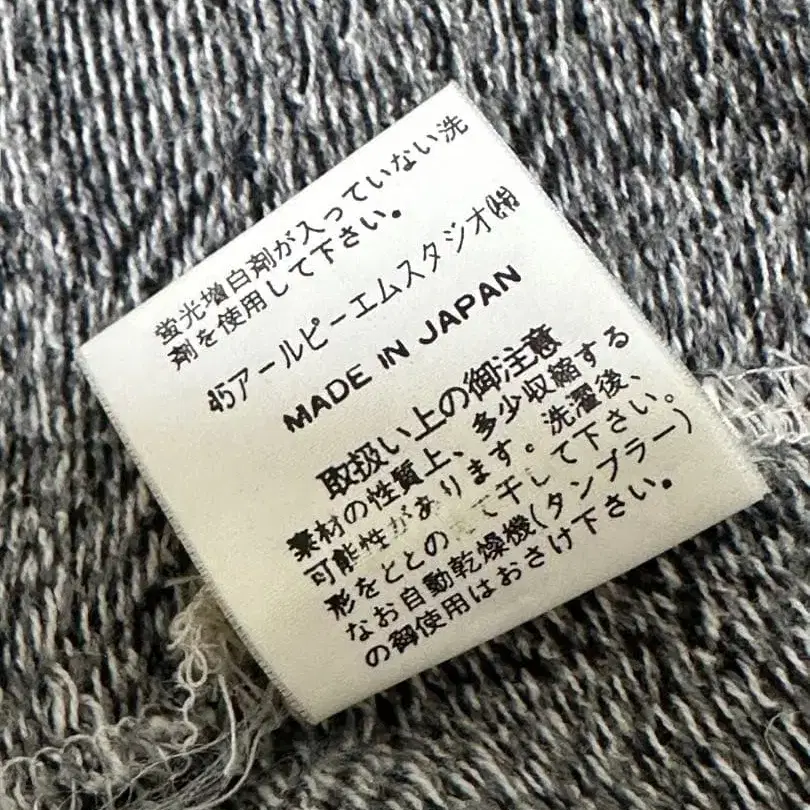 蛍光増白剤が入っていない洗
剤を使用して下さい。
45アールピーエムスタジオ㈱
MADE IN JAPAN
取扱い上の御注意
素材の性質上、多少収縮する
可能性があります。洗濯後、
形をととの て干して下さい。
なお自動乾燥機(タンブラー)
の御使用はおさけ下さい。